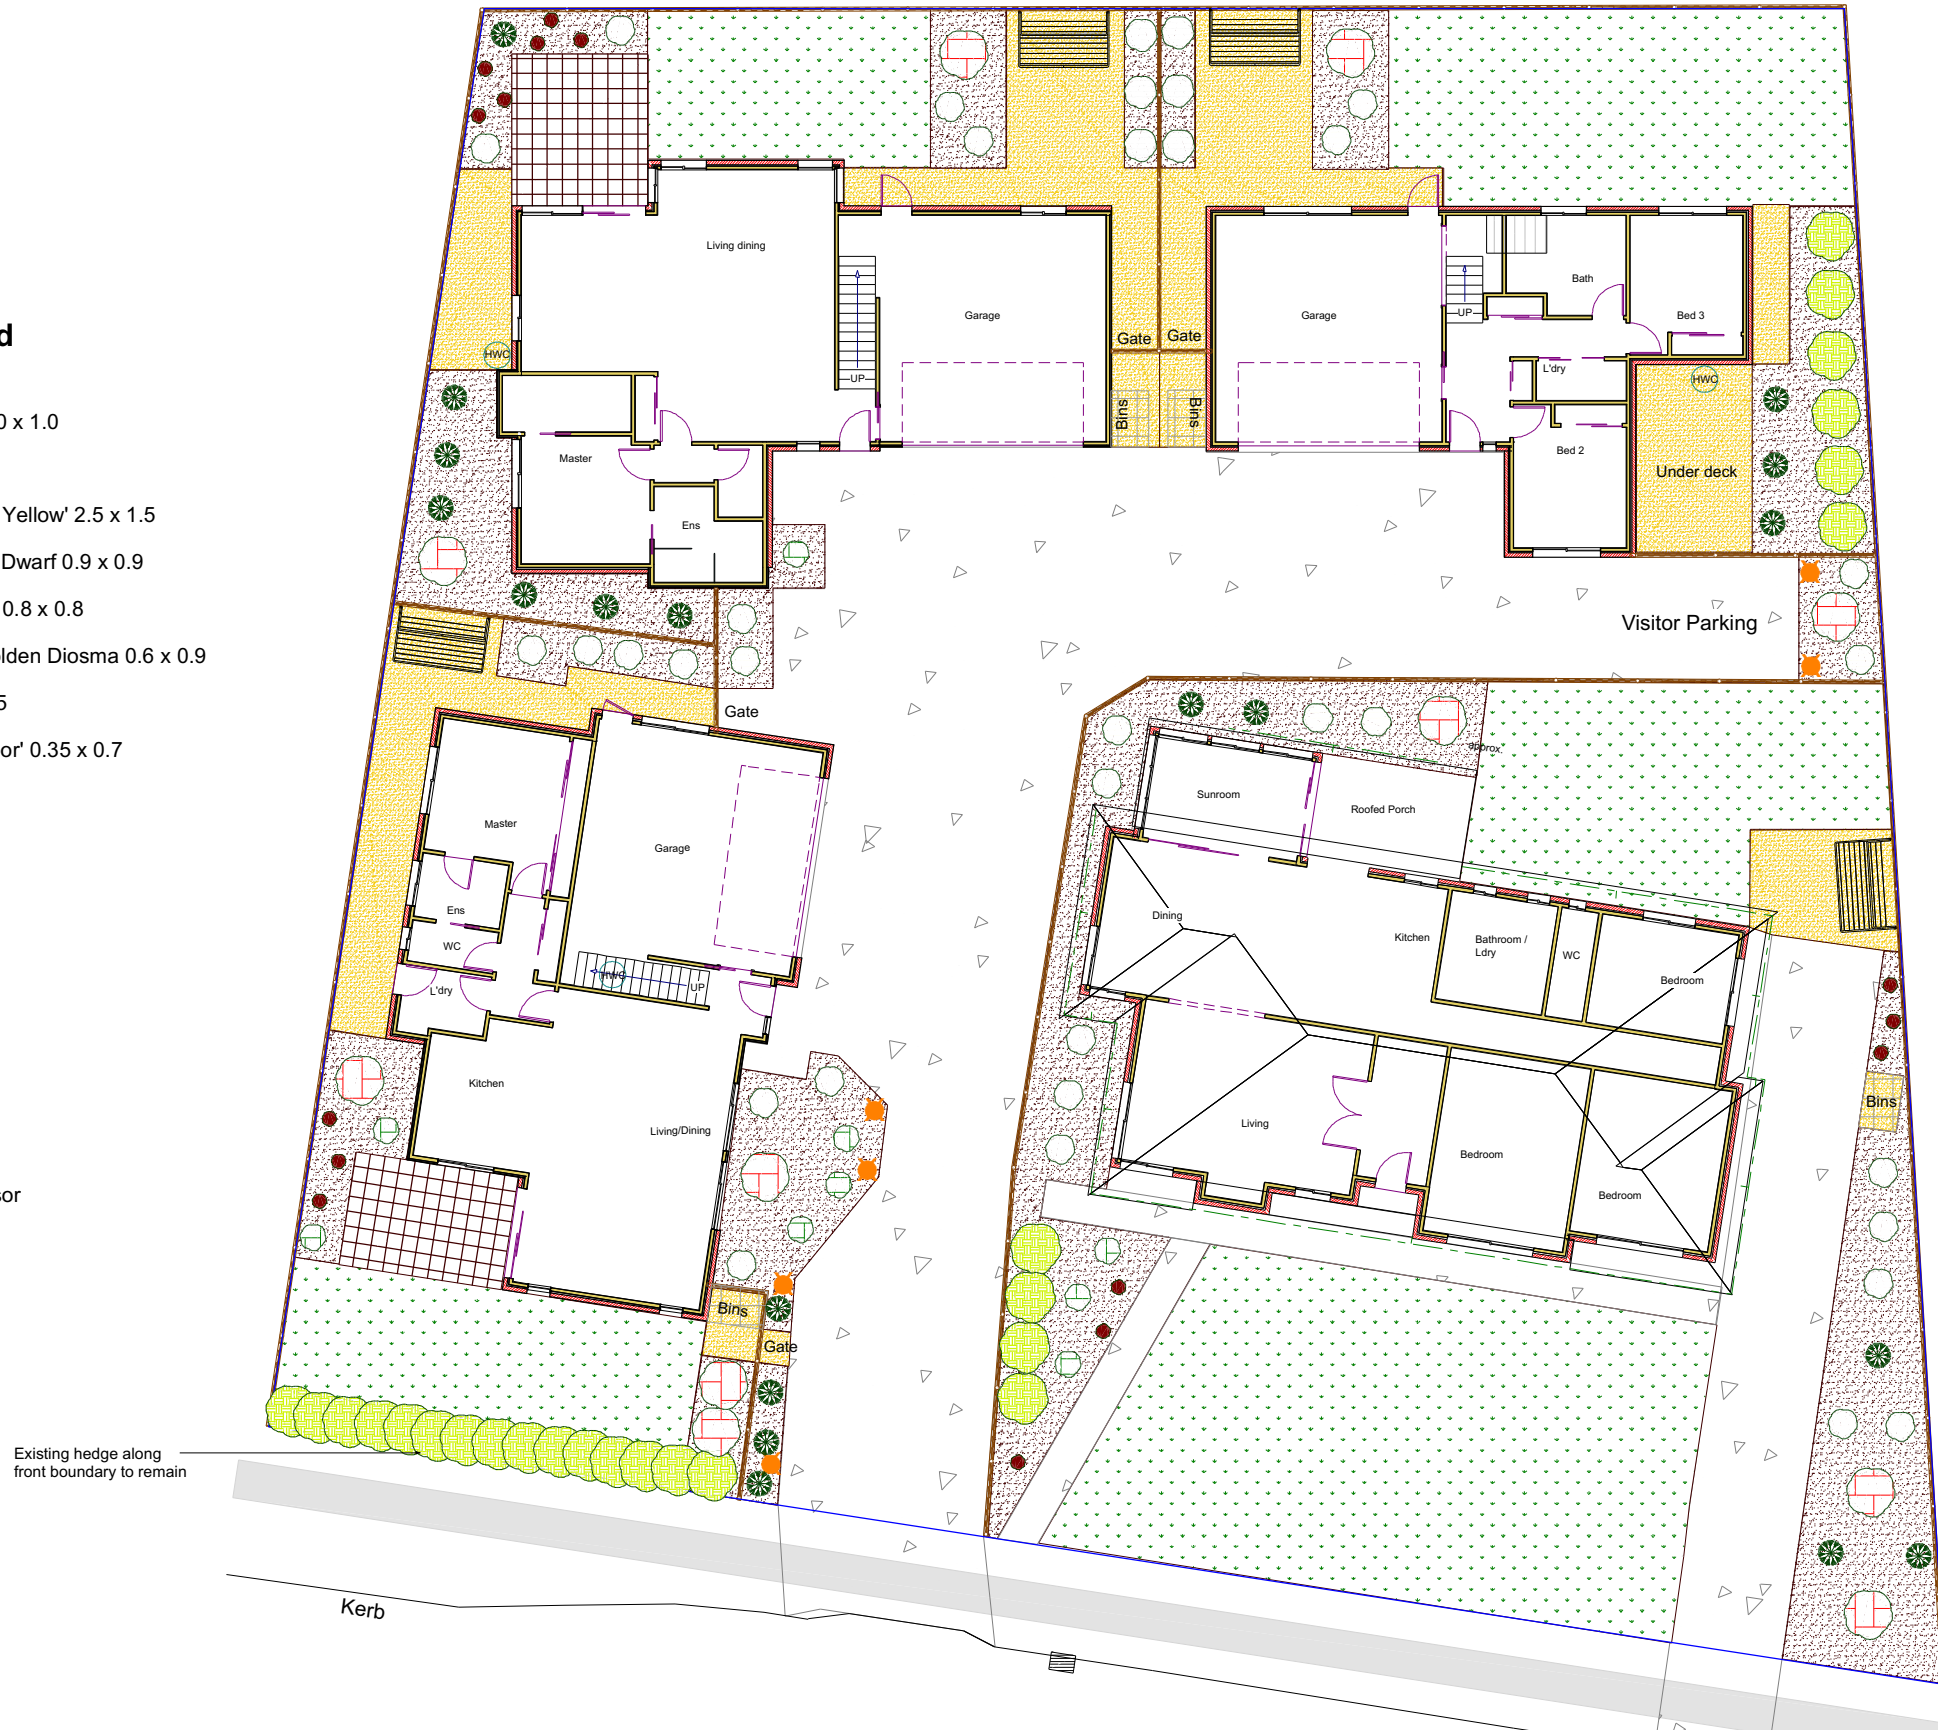 d
0 x 1.0
Yellow' 2.5 x 1.5
Dwarf 0.9 x 0.9
0.8 x 0.8
olden Diosma 0.6 x 0.9
5
or' 0.35 x 0.7
sor
Living dining
Garage
UP
HWC
Master
Ens
Gate
Gate
Bins
Bins
Garage
UP
Bath
Bed 3
L'dry
HWC
Bed 2
Under deck
Visitor Parking
Gate
Master
Garage
Ens
WC
L'dry
HWC
UP
Kitchen
Living/Dining
Bins
Gate
approx.
Sunroom
Roofed Porch
Dining
Kitchen
Bathroom /
Ldry
WC
Bedroom
Living
Bedroom
Bedroom
Bins
Existing hedge along
front boundary to remain
Kerb